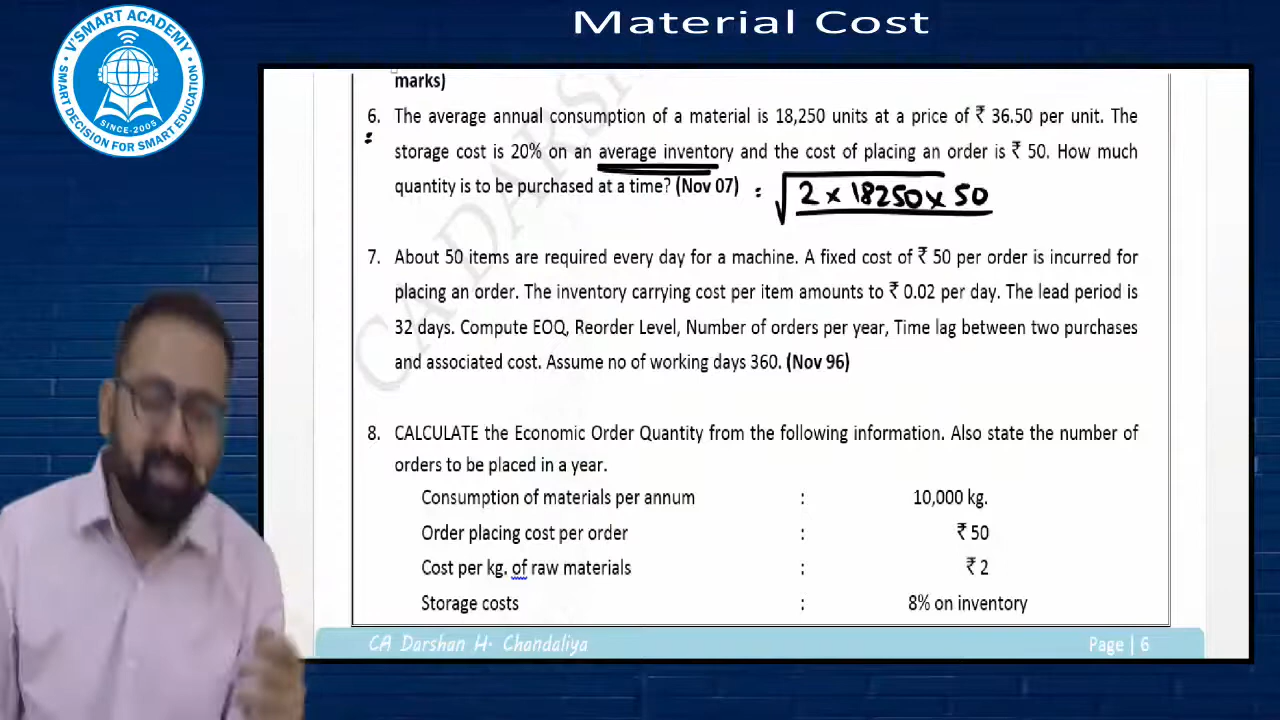 Material Cost
V'SMART ACADEMY
SINCE-2005
SMART DECISION FOR SMART EDUCATION
marks)
6. The average annual consumption of a material is 18,250 units at a price of ₹ 36.50 per unit. The
storage cost is 20% on an average inventory and the cost of placing an order is ₹ 50. How much
quantity is to be purchased at a time? (Nov 07) : √2 × 18250 × 50
7. About 50 items are required every day for a machine. A fixed cost of ₹ 50 per order is incurred for
placing an order. The inventory carrying cost per item amounts to ₹ 0.02 per day. The lead period is
32 days. Compute EOQ, Reorder Level, Number of orders per year, Time lag between two purchases
and associated cost. Assume no of working days 360. (Nov 96)
8. CALCULATE the Economic Order Quantity from the following information. Also state the number of
orders to be placed in a year.
Consumption of materials per annum : 10,000 kg.
Order placing cost per order : ₹ 50
Cost per kg. of raw materials : ₹ 2
Storage costs : 8% on inventory
CA Darshan H. Chandaliya Page | 6